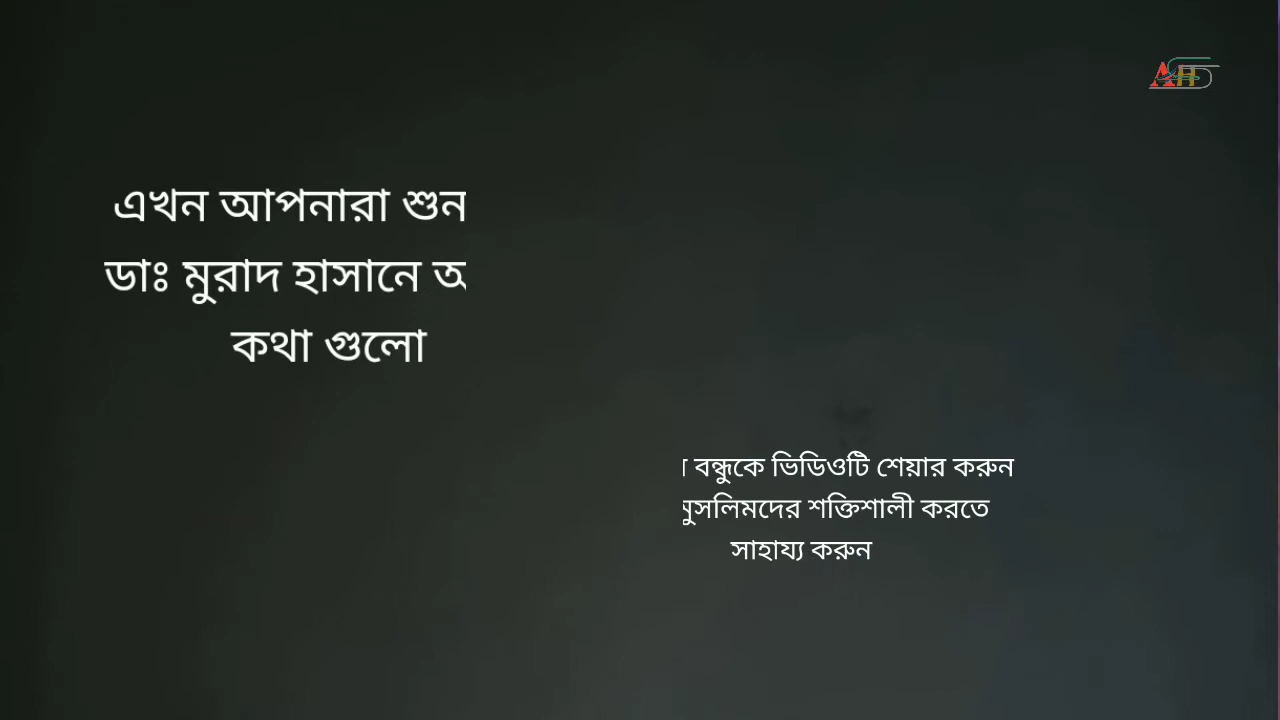 এখন আপনারা শুন
ডাঃ মুরাদ হাসানে
কথা গুলো
বন্ধুকে ভিডিওটি শেয়ার করুন
মুসলিমদের শক্তিশালী করতে
সাহায্য করুন